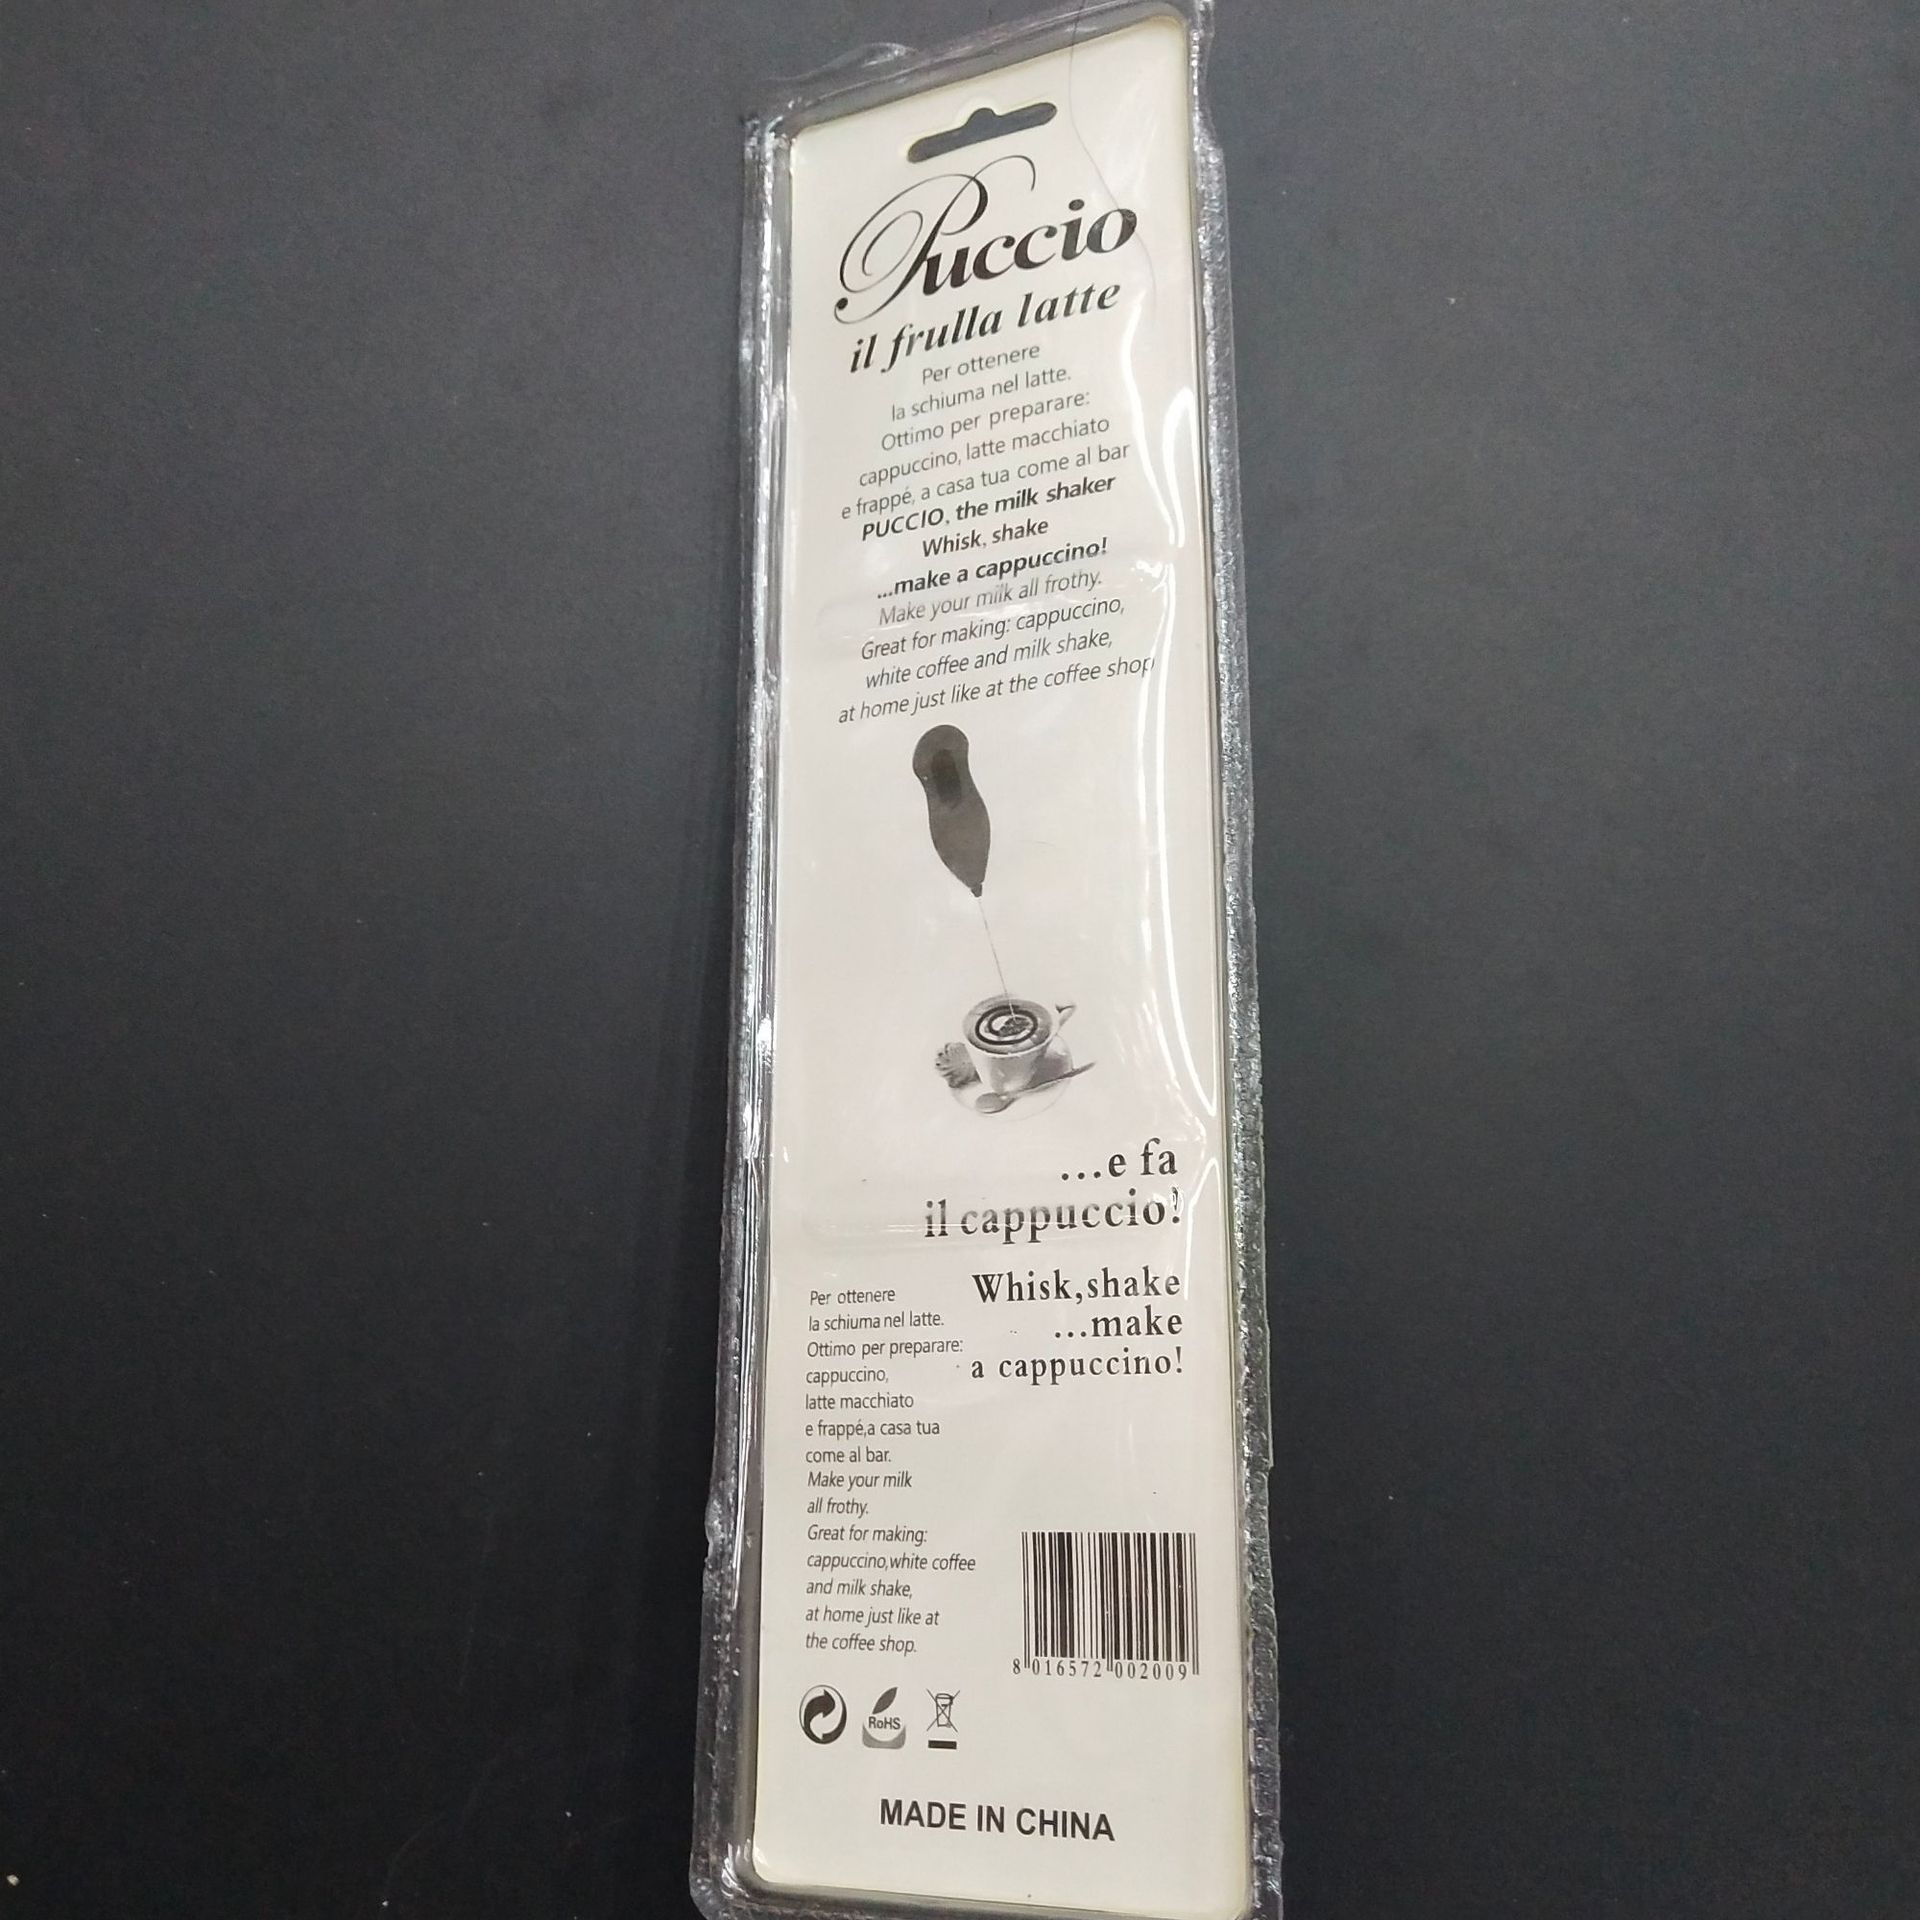 Puccio
il frulla latte
Per ottenere
la schiuma nel latte.
Ottimo per preparare:
cappuccino, latte macchiato
e frappé, a casa tua come al bar
PUCCIO, the milk shaker
Whisk, shake
...make a cappuccino!
Make your milk all frothy.
Great for making: cappuccino,
white coffee and milk shake,
at home just like at the coffee shop
...e fa
il cappuccio!
Whisk,shake
...make
a cappuccino!
Per ottenere
la schiuma nel latte.
Ottimo per preparare:
cappuccino,
latte macchiato
e frappé,a casa tua
come al bar.
Make your milk
all frothy.
Great for making:
cappuccino,white coffee
and milk shake,
at home just like at
the coffee shop.
8 016572 002009
RoHS
MADE IN CHINA